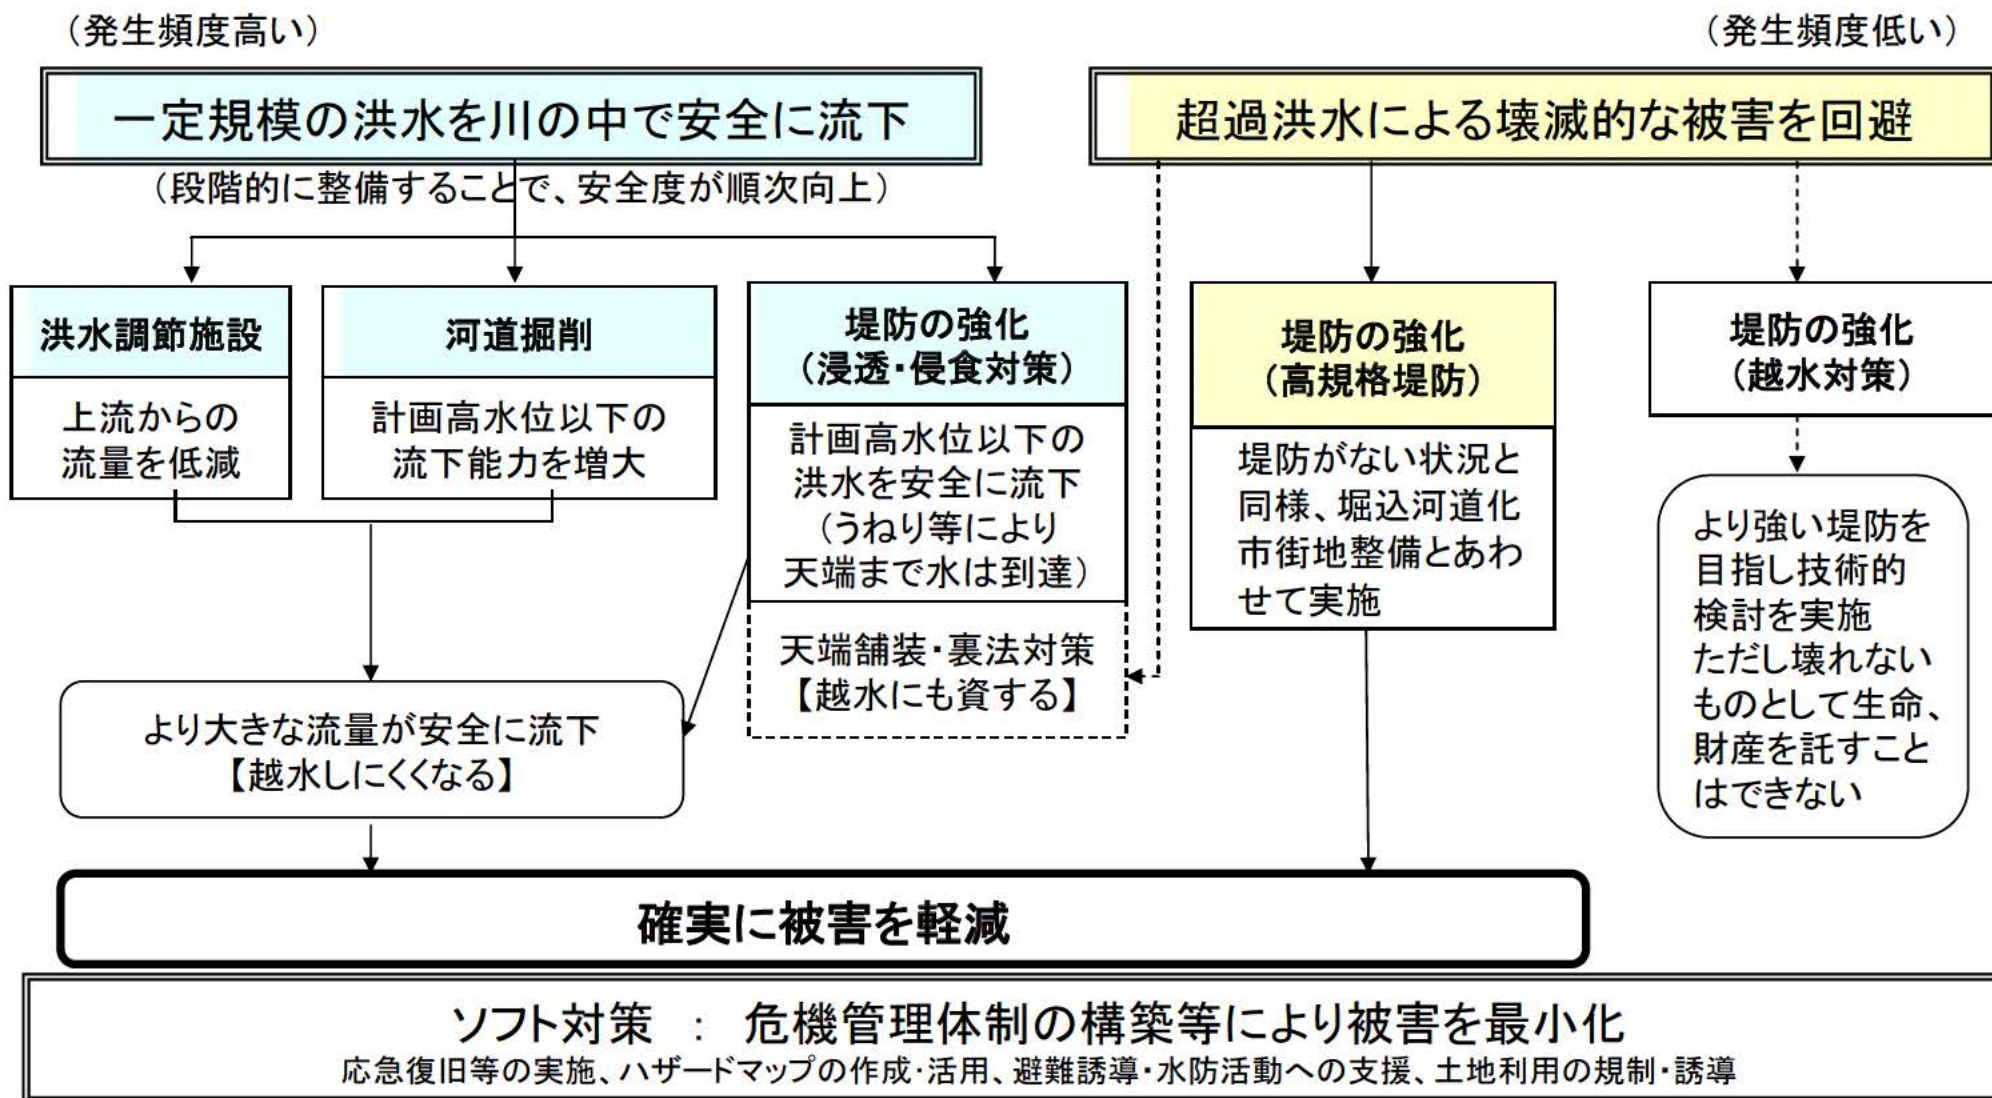 （発生頻度高い）
（発生頻度低い）
一定規模の洪水を川の中で安全に流下
超過洪水による壊滅的な被害を回避
（段階的に整備することで、安全度が順次向上）
洪水調節施設
上流からの
流量を低減
河道掘削
計画高水位以下の
流下能力を増大
堤防の強化
（浸透・侵食対策）
計画高水位以下の
洪水を安全に流下
（うねり等により
天端まで水は到達）
天端舗装・裏法対策
【越水にも資する】
堤防の強化
（高規格堤防）
堤防がない状況と
同様、堀込河道化
市街地整備とあわ
せて実施
堤防の強化
（越水対策）
より強い堤防を
目指し技術的
検討を実施
ただし壊れない
ものとして生命、
財産を託すこと
はできない
より大きな流量が安全に流下
【越水しにくくなる】
確実に被害を軽減
ソフト対策 ： 危機管理体制の構築等により被害を最小化
応急復旧等の実施、ハザードマップの作成・活用、避難誘導・水防活動への支援、土地利用の規制・誘導